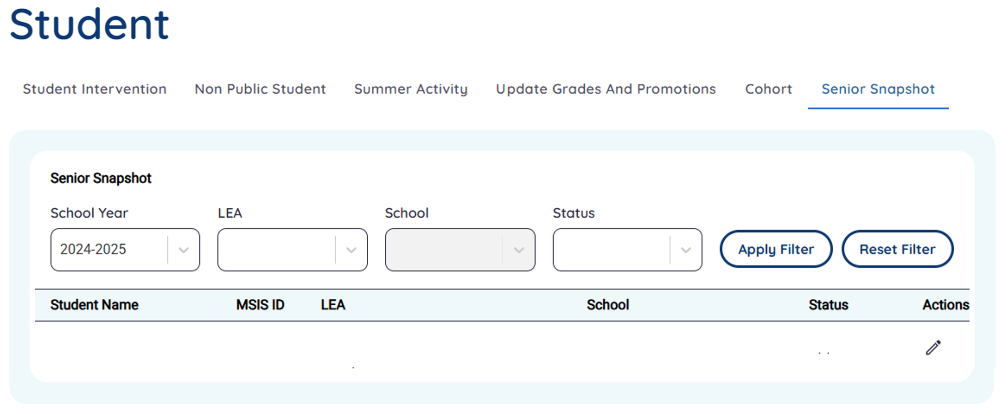 Student
Student Intervention Non Public Student Summer Activity Update Grades And Promotions Cohort Senior Snapshot
Senior Snapshot
School Year LEA School Status
2024-2025 Apply Filter Reset Filter
Student Name MSIS ID LEA School Status Actions